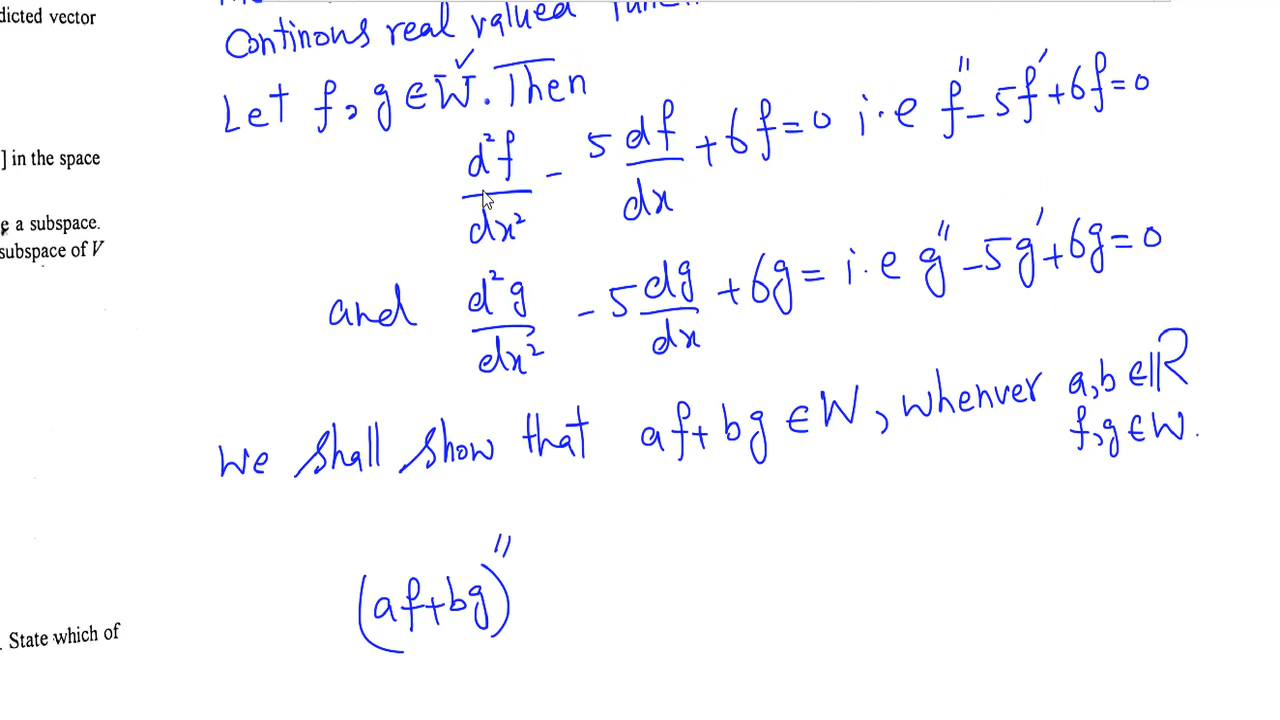 dicted vector
] in the space
e a subspace.
subspace of V
. State which of
Continous real valued
Let f, g ∈ W. Then
d²f/dx² - 5 df/dx + 6f = 0 i.e f'' - 5f' + 6f = 0
and d²g/dx² - 5 dg/dx + 6g = i.e g'' - 5g' + 6g = 0
We shall show that af + bg ∈ W, whenver a, b ∈ ℝ
f, g ∈ W.
(af+bg)''